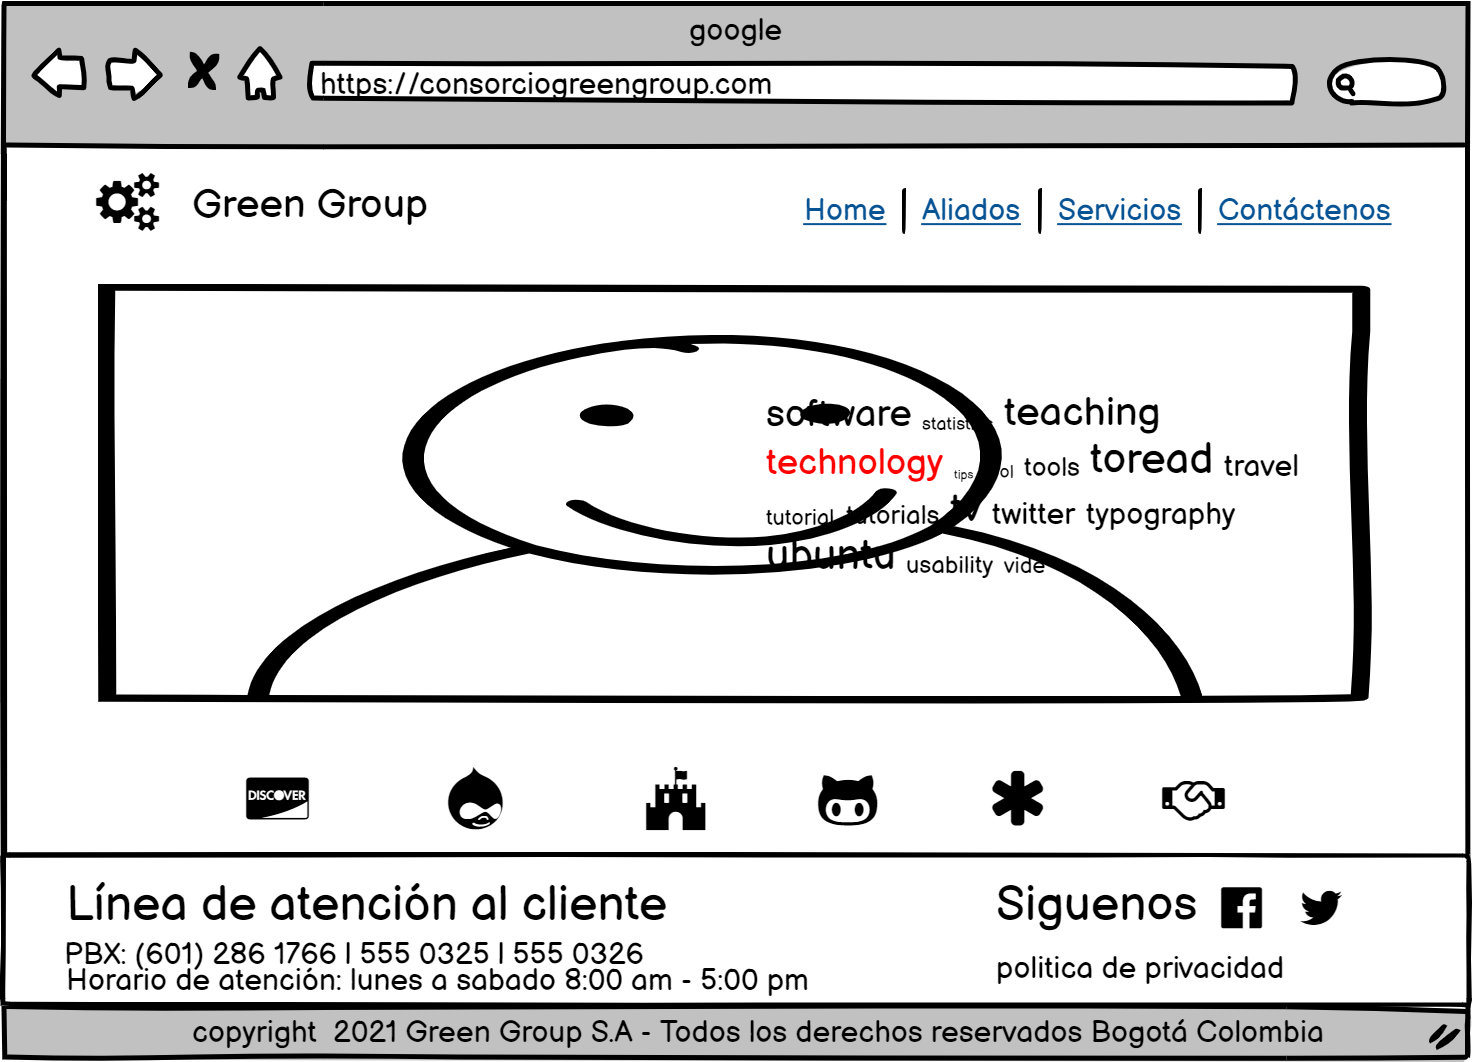 google
https://consorciogreengroup.com
Green Group
Home | Aliados | Servicios | Contáctenos
software teaching
technology tips tools toread travel
tutorial tutorials tv twitter typography
ubuntu usability vide
DISCOVER
Línea de atención al cliente
Siguenos
PBX: (601) 286 1766 | 555 0325 | 555 0326
Horario de atención: lunes a sabado 8:00 am - 5:00 pm
politica de privacidad
copyright 2021 Green Group S.A - Todos los derechos reservados Bogotá Colombia